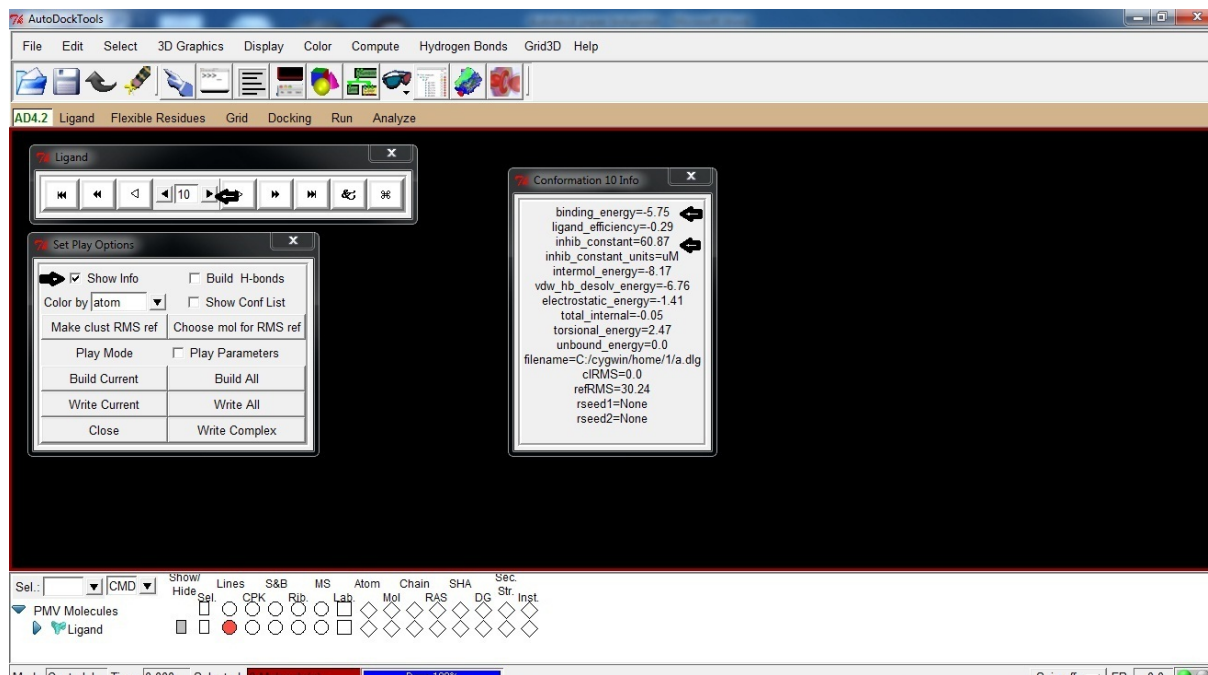 AutoDockTools
File Edit Select 3D Graphics Display Color Compute Hydrogen Bonds Grid3D Help
AD4.2 Ligand Flexible Residues Grid Docking Run Analyze
Ligand
10
Set Play Options
Show Info Build H-bonds
Color by atom Show Conf List
Make clust RMS ref Choose mol for RMS ref
Play Mode Play Parameters
Build Current Build All
Write Current Write All
Close Write Complex
Conformation 10 Info
binding_energy=-5.75
ligand_efficiency=-0.29
inhib_constant=60.87
inhib_constant_units=uM
intermol_energy=-8.17
vdw_hb_desolv_energy=-6.76
electrostatic_energy=-1.41
total_internal=-0.05
torsional_energy=2.47
unbound_energy=0.0
filename=C:/cygwin/home/1/a.dlg
clRMS=0.0
refRMS=30.24
rseed1=None
rseed2=None
Sel.: CMD Show/ Hide Sel. Lines CPK S&B Rib. MS Lab. Atom Mol Chain RAS SHA DG Sec. Str. Inst.
PMV Molecules
Ligand